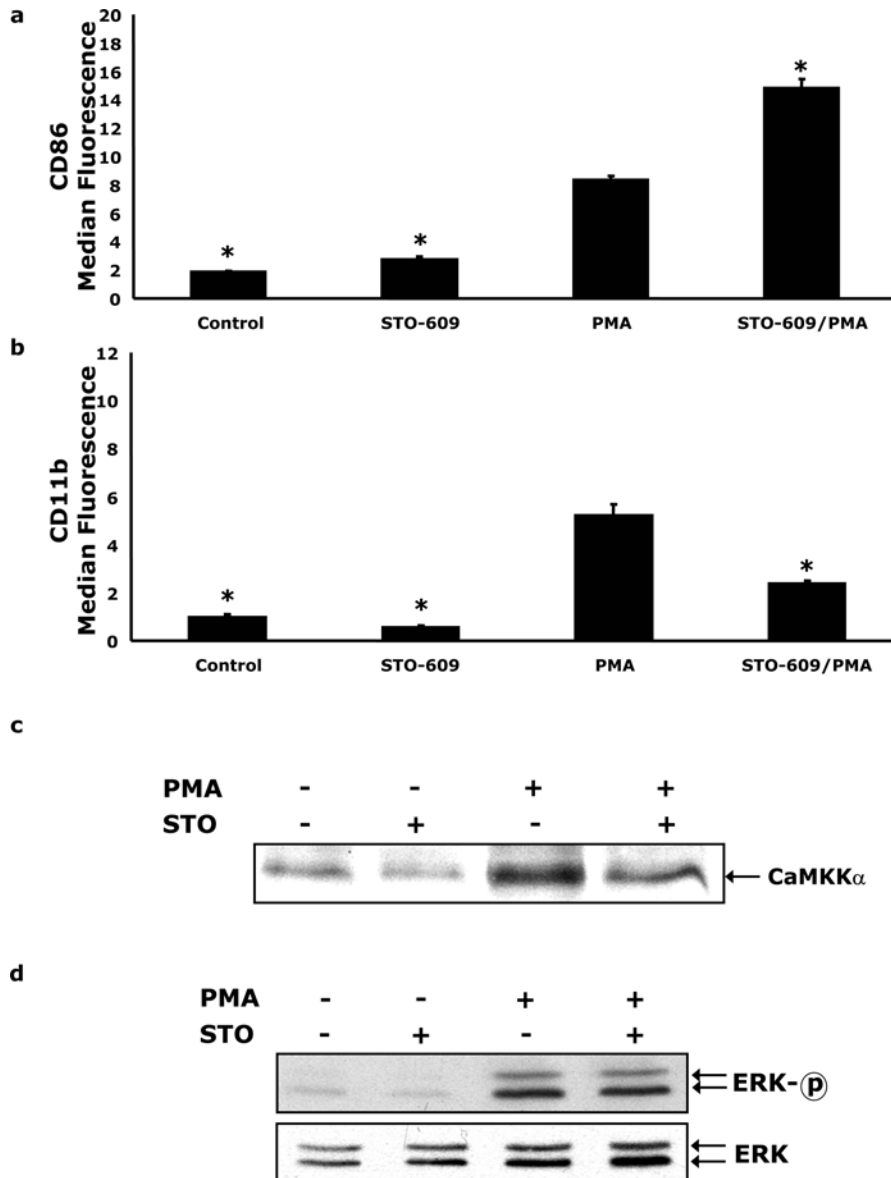 a
CD86
Median Fluorescence
20
18
16
14
12
10
8
6
4
2
0
* * *
Control STO-609 PMA STO-609/PMA
b
CD11b
Median Fluorescence
12
10
8
6
4
2
0
* * *
Control STO-609 PMA STO-609/PMA
c
PMA - - + +
STO - + - +
CaMKKα
d
PMA - - + +
STO - + - +
ERK-ⓟ
ERK